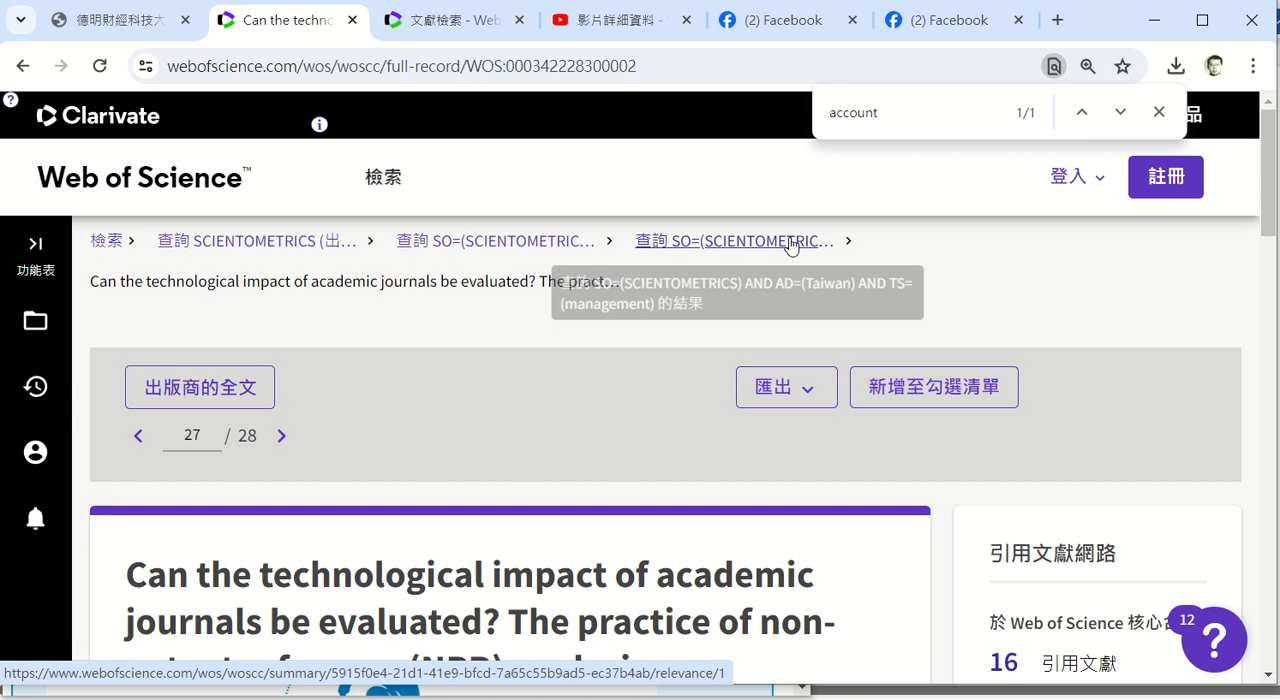 德明財經科技大
Can the techno
文獻檢索 - Web
影片詳細資料 -
(2) Facebook
(2) Facebook
webofscience.com/wos/woscc/full-record/WOS:000342228300002
account
1/1
Clarivate
品
Web of Science™
檢索
登入
註冊
功能表
檢索
查詢 SCIENTOMETRICS (出...
查詢 SO=(SCIENTOMETRIC...
查詢 SO=(SCIENTOMETRIC...
Can the technological impact of academic journals be evaluated? The pract...
查詢 SO=(SCIENTOMETRICS) AND AD=(Taiwan) AND TS=
(management) 的結果
出版商的全文
匯出
新增至勾選清單
27 / 28
Can the technological impact of academic
journals be evaluated? The practice of non-
引用文獻網路
於 Web of Science 核心
12
16 引用文獻
https://www.webofscience.com/wos/woscc/summary/5915f0e4-21d1-41e9-bfcd-7a65c55b9ad5-ec37b4ab/relevance/1